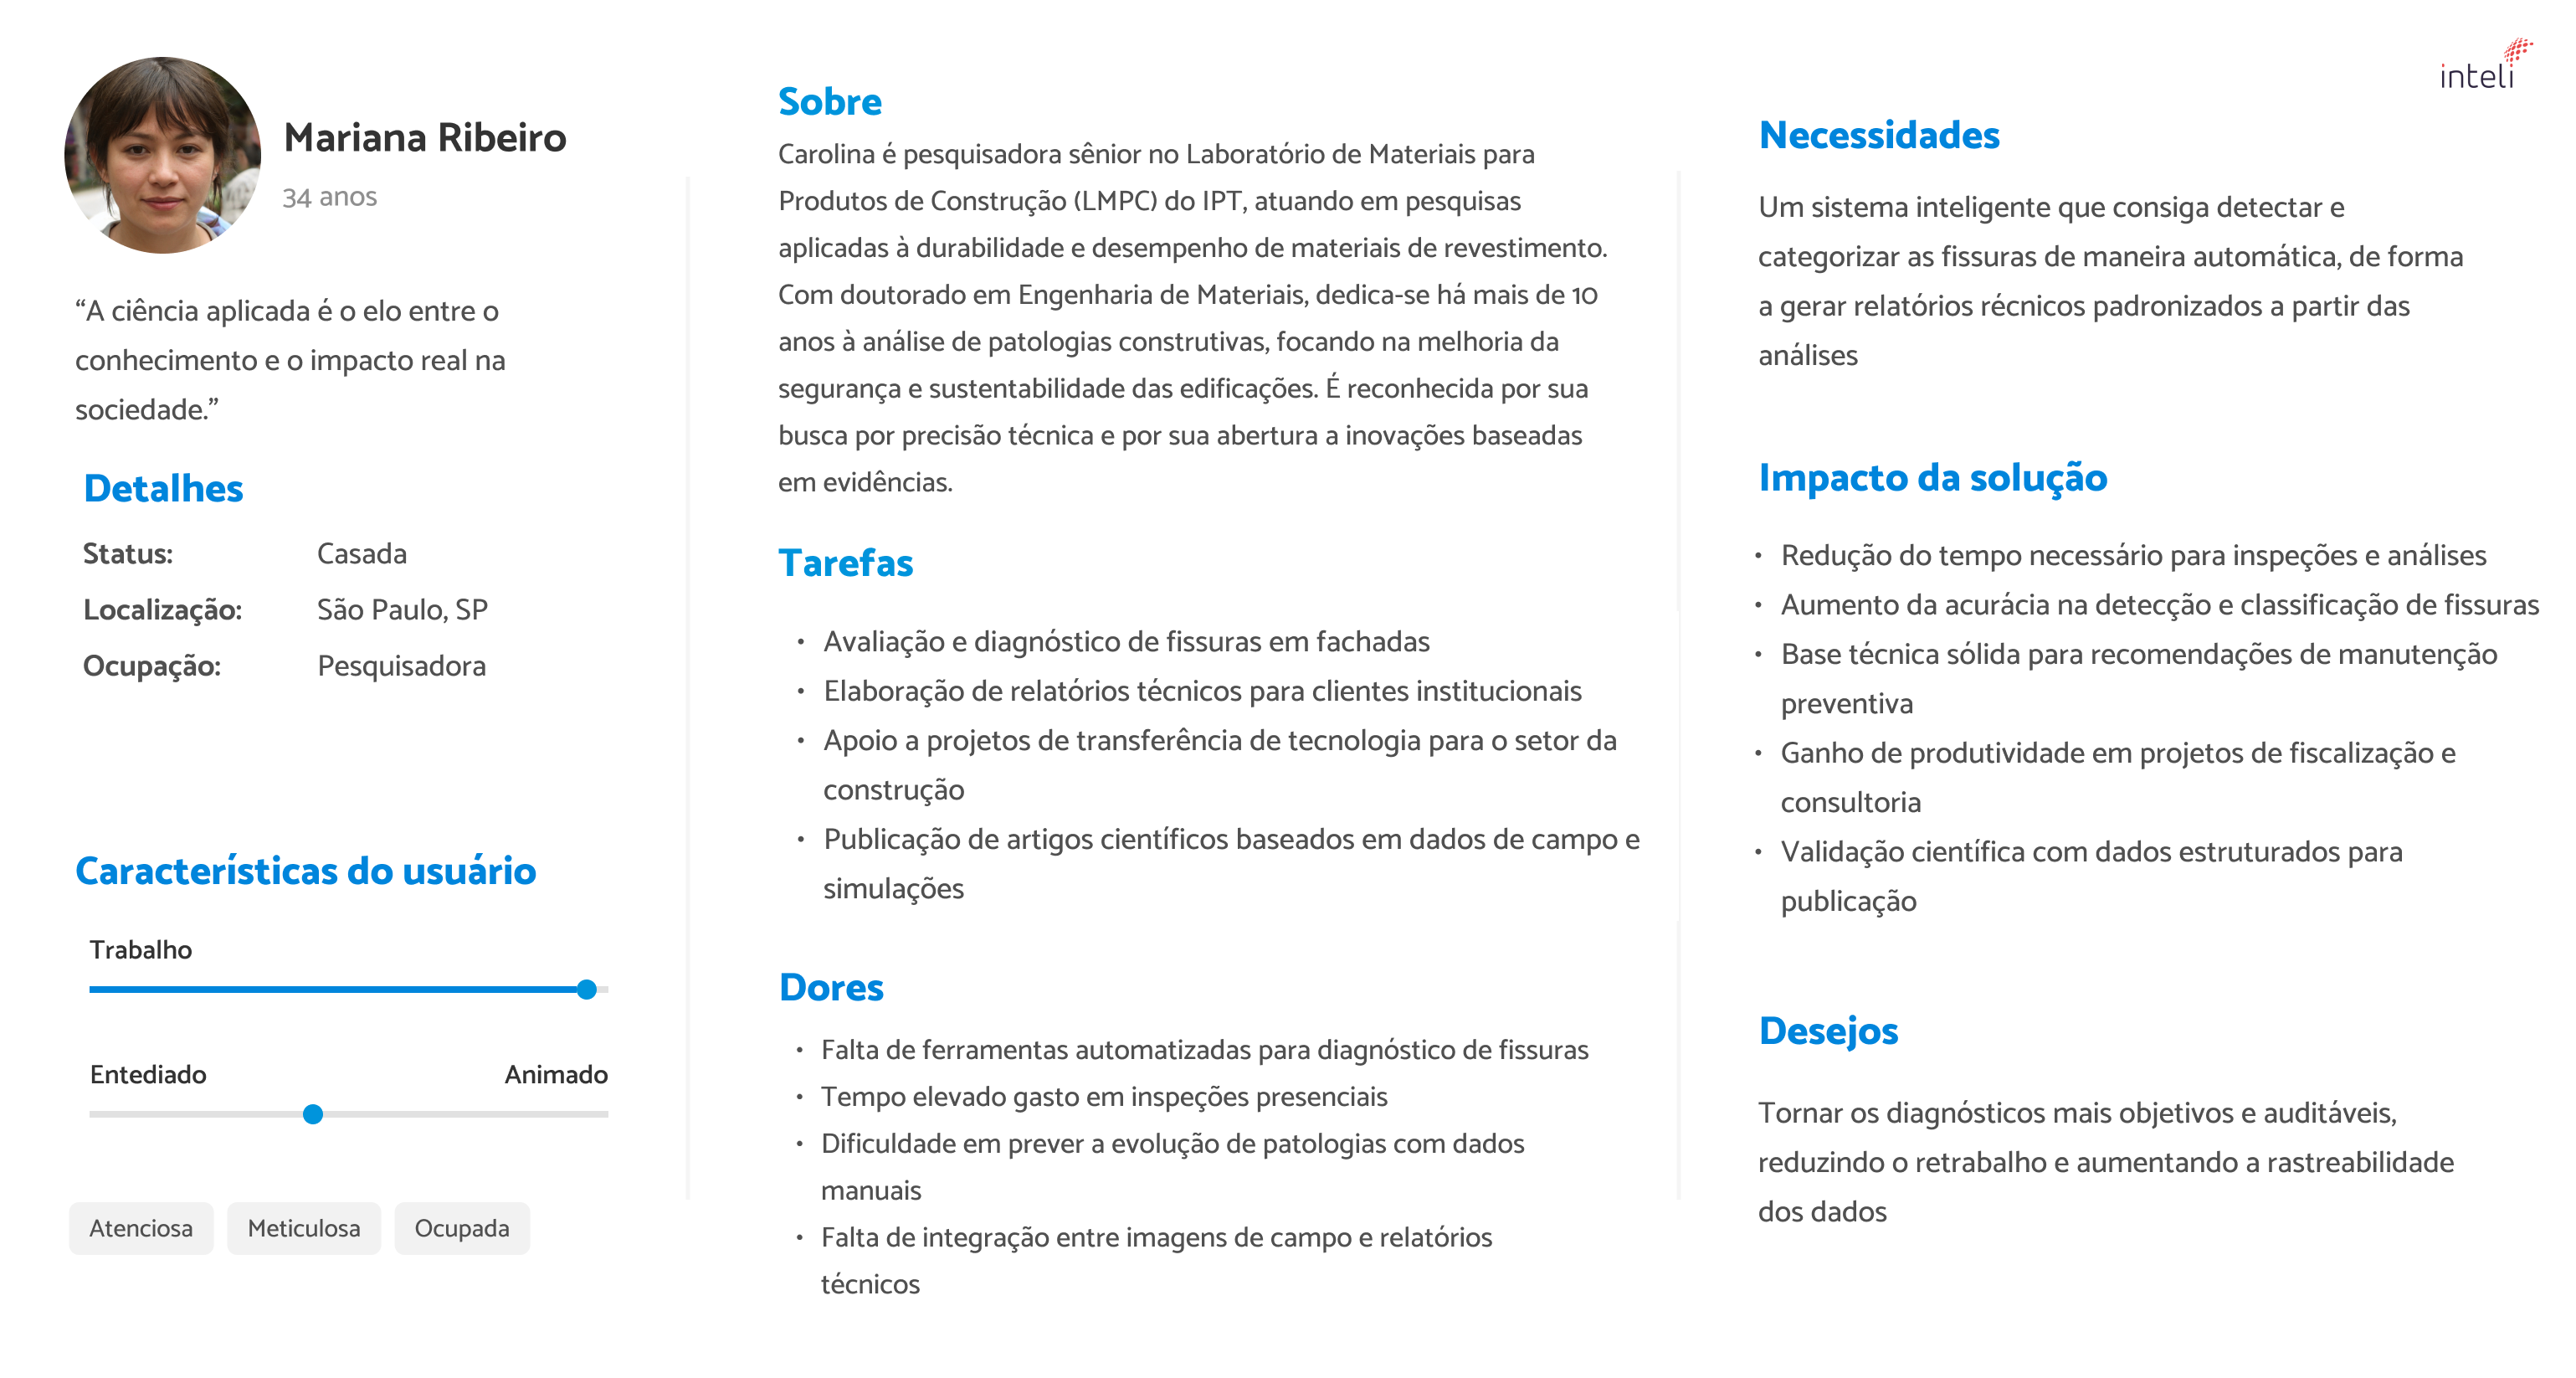 Mariana Ribeiro
34 anos
“A ciência aplicada é o elo entre o
conhecimento e o impacto real na
sociedade.”
Detalhes
Status: Casada
Localização: São Paulo, SP
Ocupação: Pesquisadora
Características do usuário
Trabalho
Entediado Animado
Atenciosa Meticulosa Ocupada
Sobre
Carolina é pesquisadora sênior no Laboratório de Materiais para
Produtos de Construção (LMPC) do IPT, atuando em pesquisas
aplicadas à durabilidade e desempenho de materiais de revestimento.
Com doutorado em Engenharia de Materiais, dedica-se há mais de 10
anos à análise de patologias construtivas, focando na melhoria da
segurança e sustentabilidade das edificações. É reconhecida por sua
busca por precisão técnica e por sua abertura a inovações baseadas
em evidências.
Tarefas
• Avaliação e diagnóstico de fissuras em fachadas
• Elaboração de relatórios técnicos para clientes institucionais
• Apoio a projetos de transferência de tecnologia para o setor da
construção
• Publicação de artigos científicos baseados em dados de campo e
simulações
Dores
• Falta de ferramentas automatizadas para diagnóstico de fissuras
• Tempo elevado gasto em inspeções presenciais
• Dificuldade em prever a evolução de patologias com dados
manuais
• Falta de integração entre imagens de campo e relatórios
técnicos
inteli
Necessidades
Um sistema inteligente que consiga detectar e
categorizar as fissuras de maneira automática, de forma
a gerar relatórios récnicos padronizados a partir das
análises
Impacto da solução
• Redução do tempo necessário para inspeções e análises
• Aumento da acurácia na detecção e classificação de fissuras
• Base técnica sólida para recomendações de manutenção
preventiva
• Ganho de produtividade em projetos de fiscalização e
consultoria
• Validação científica com dados estruturados para
publicação
Desejos
Tornar os diagnósticos mais objetivos e auditáveis,
reduzindo o retrabalho e aumentando a rastreabilidade
dos dados